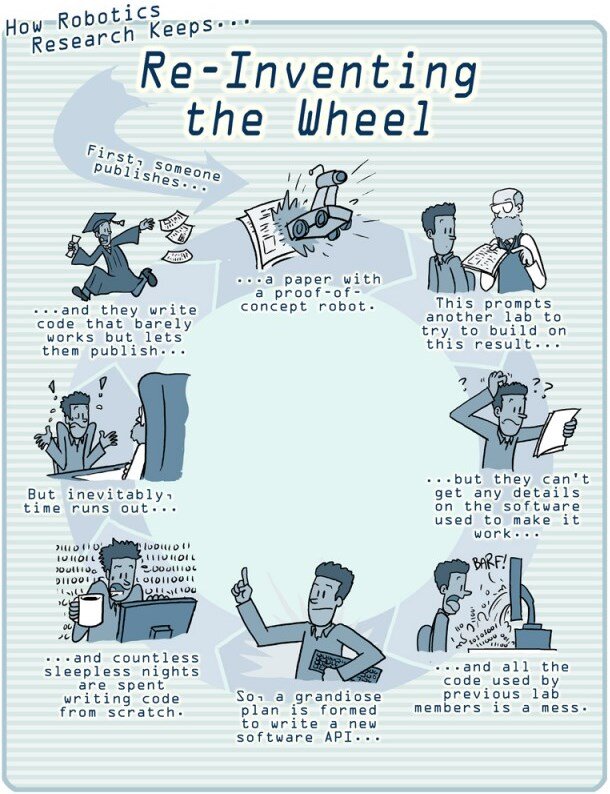 How Robotics
Research Keeps...
Re-Inventing
the Wheel
First, someone
publishes...
...a paper with
a proof-of-
concept robot.
This prompts
another lab to
try to build on
this result...
...but they can't
get any details
on the software
used to make it
work...
BARF!
...and all the
code used by
previous lab
members is a mess.
So, a grandiose
plan is formed
to write a new
software API...
...and countless
sleepless nights
are spent
writing code
from scratch.
But inevitably,
time runs out...
...and they write
code that barely
works but lets
them publish...